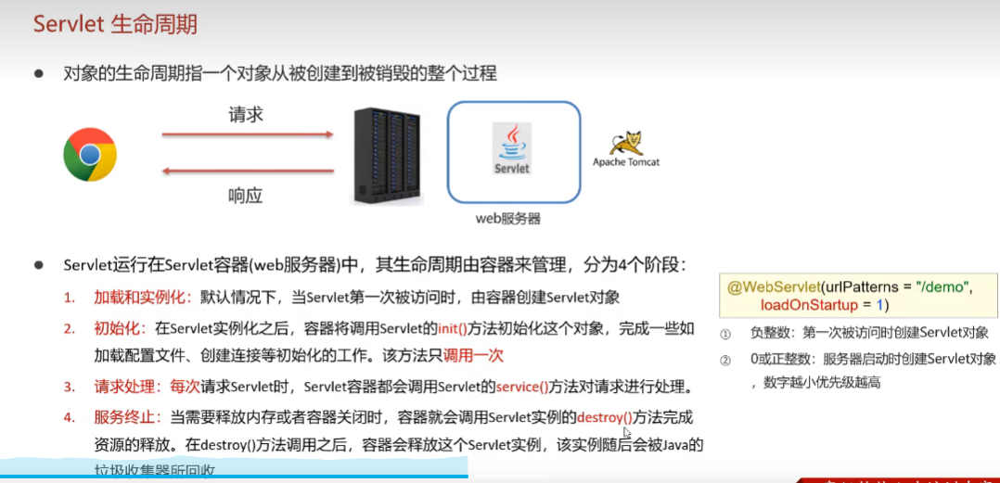 Servlet 生命周期
● 对象的生命周期指一个对象从被创建到被销毁的整个过程
请求
响应
Servlet
Apache Tomcat
web服务器
● Servlet运行在Servlet容器(web服务器)中，其生命周期由容器来管理，分为4个阶段：
1. 加载和实例化：默认情况下，当Servlet第一次被访问时，由容器创建Servlet对象
2. 初始化：在Servlet实例化之后，容器将调用Servlet的init()方法初始化这个对象，完成一些如
加载配置文件、创建连接等初始化的工作。该方法只调用一次
3. 请求处理：每次请求Servlet时，Servlet容器都会调用Servlet的service()方法对请求进行处理。
4. 服务终止：当需要释放内存或者容器关闭时，容器就会调用Servlet实例的destroy()方法完成
资源的释放。在destroy()方法调用之后，容器会释放这个Servlet实例，该实例随后会被Java的
垃圾收集器所回收
@WebServlet(urlPatterns = "/demo",
loadOnStartup = 1)
① 负整数：第一次被访问时创建Servlet对象
② 0或正整数：服务器启动时创建Servlet对象
，数字越小优先级越高